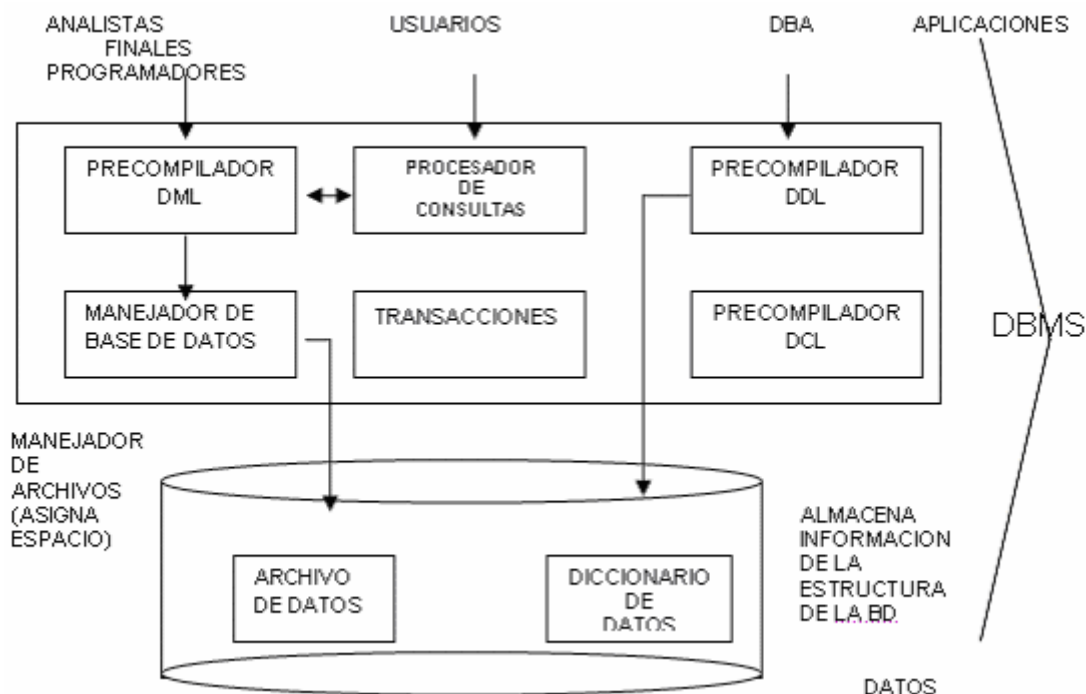 ANALISTAS USUARIOS DBA APLICACIONES
FINALES
PROGRAMADORES
PRECOMPILADOR
DML
PROCESADOR
DE
CONSULTAS
PRECOMPILADOR
DDL
MANEJADOR DE
BASE DE DATOS
TRANSACCIONES
PRECOMPILADOR
DCL
DBMS
MANEJADOR
DE
ARCHIVOS
(ASIGNA
ESPACIO)
ARCHIVO
DE DATOS
DICCIONARIO
DE
DATOS
ALMACENA
INFORMACION
DE LA
ESTRUCTURA
DE LA BD
DATOS